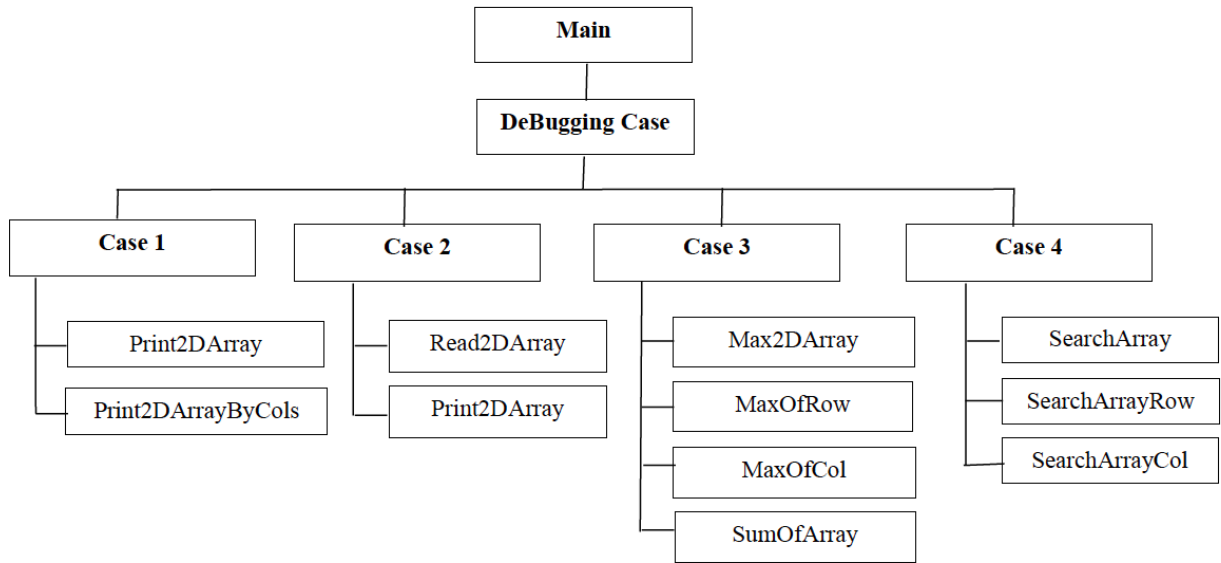 Main
DeBugging Case
Case 1
Case 2
Case 3
Case 4
Print2DArray
Print2DArrayByCols
Read2DArray
Print2DArray
Max2DArray
MaxOfRow
MaxOfCol
SumOfArray
SearchArray
SearchArrayRow
SearchArrayCol